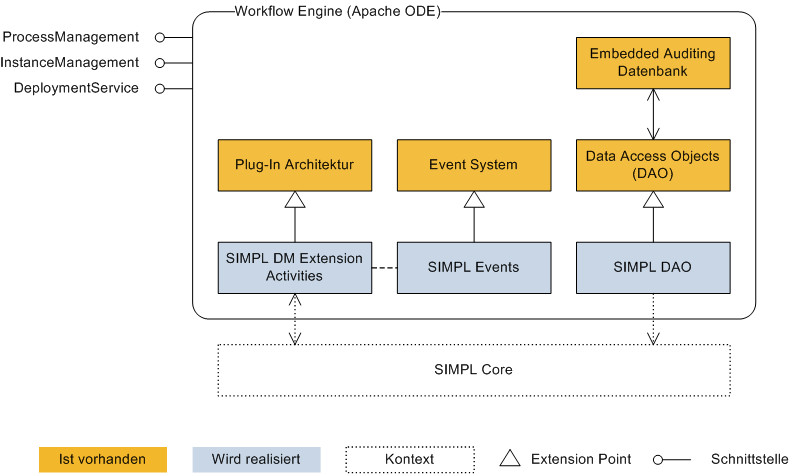 Workflow Engine (Apache ODE)
ProcessManagement
InstanceManagement
DeploymentService
Embedded Auditing
Datenbank
Plug-In Architektur
Event System
Data Access Objects
(DAO)
SIMPL DM Extension
Activities
SIMPL Events
SIMPL DAO
SIMPL Core
Ist vorhanden
Wird realisiert
Kontext
Extension Point
Schnittstelle